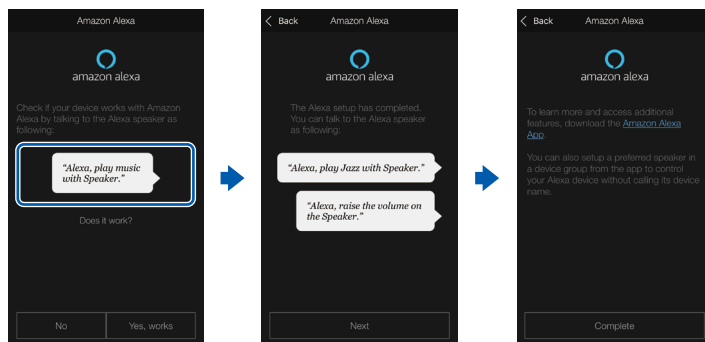 Amazon Alexa
amazon alexa
Check if your device works with Amazon
Alexa by talking to the Alexa speaker as
following:
“Alexa, play music
with Speaker.”
Does it work?
No
Yes, works
Back
Amazon Alexa
amazon alexa
The Alexa setup has completed.
You can talk to the Alexa speaker
as following:
“Alexa, play Jazz with Speaker.”
“Alexa, raise the volume on
the Speaker.”
Next
Back
Amazon Alexa
amazon alexa
To learn more and access additional
features, download the Amazon Alexa
App.
You can also setup a preferred speaker in
a device group from the app to control
your Alexa device without calling its device
name.
Complete